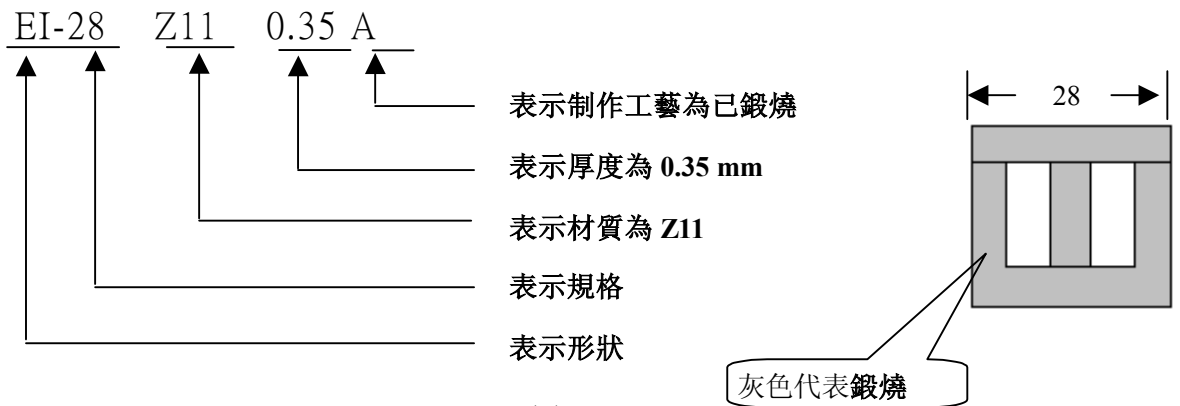 EI-28 Z11 0.35 A
表示制作工藝為已鍛燒
28
表示厚度為 0.35 mm
表示材質為 Z11
表示規格
表示形狀
灰色代表鍛燒